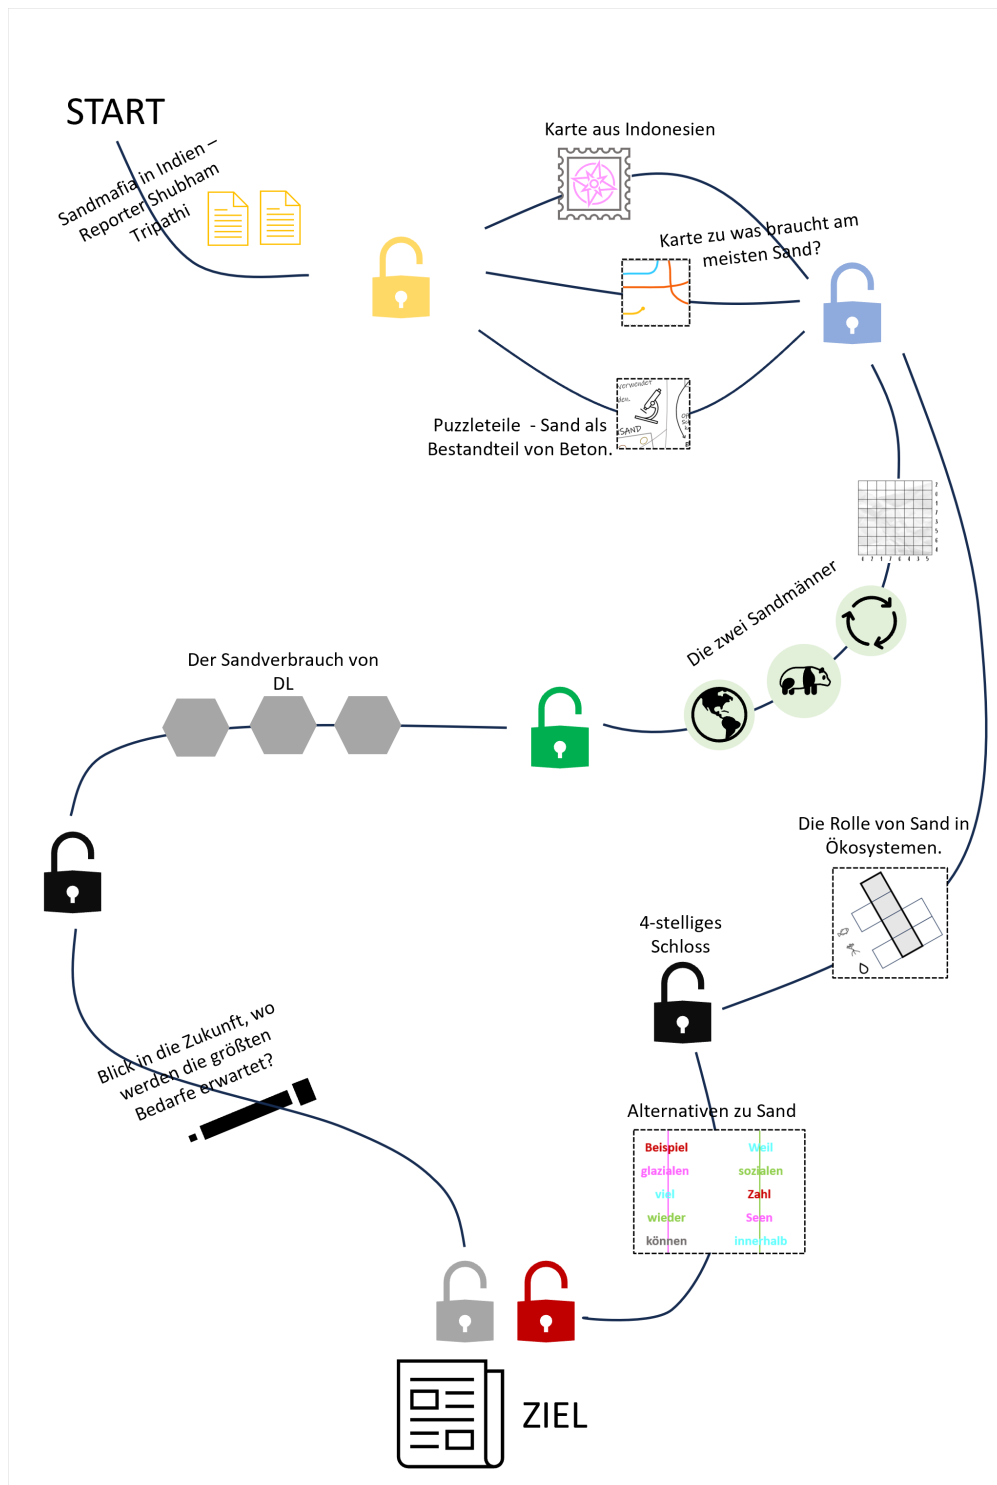 START
Sandmafia in Indien –
Reporter Shubham
Tripathi
Karte aus Indonesien
Karte zu was braucht am
meisten Sand?
Puzzleteile - Sand als
Bestandteil von Beton.
SAND
Die zwei Sandmänner
Der Sandverbrauch von
DL
Die Rolle von Sand in
Ökosystemen.
4-stelliges
Schloss
Blick in die Zukunft, wo
werden die größten
Bedarfe erwartet?
Alternativen zu Sand
Beispiel Weil
glazialen sozialen
viel Zahl
wieder Seen
können innerhalb
ZIEL